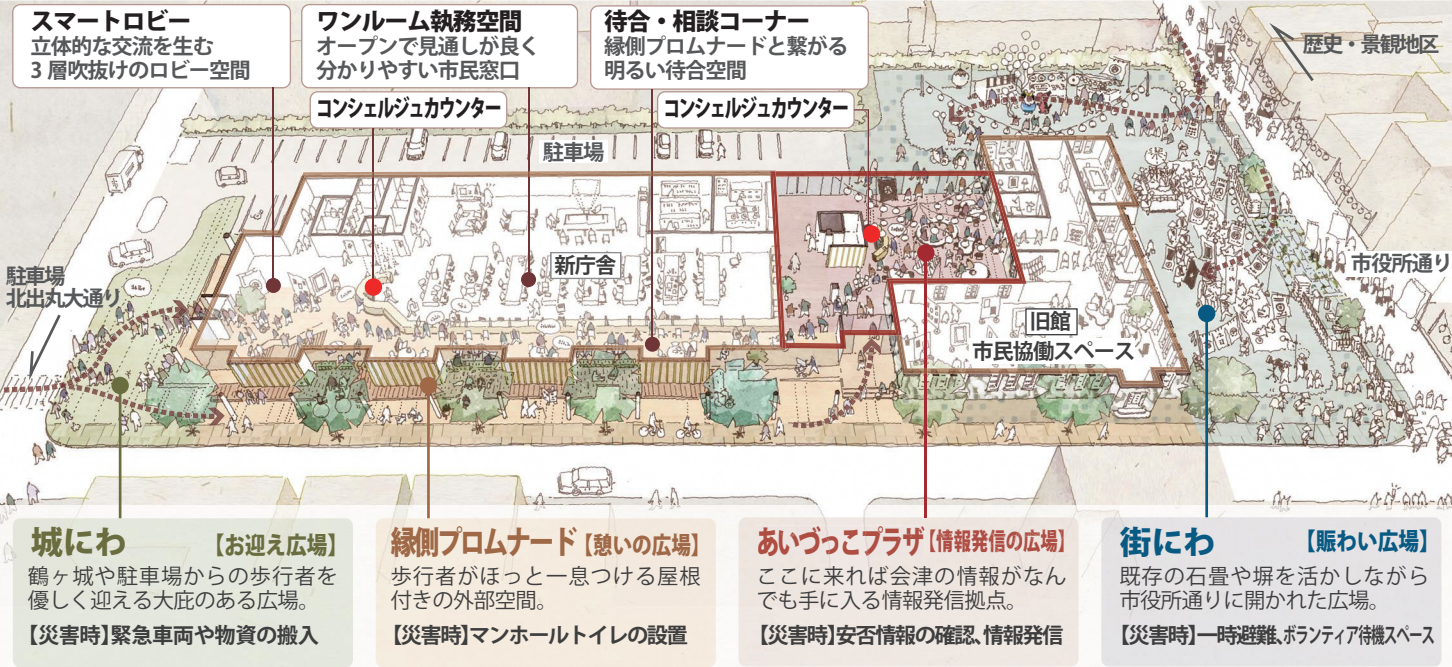 スマートロビー
立体的な交流を生む
3層吹抜けのロビー空間
ワンルーム執務空間
オープンで見通しが良く
分かりやすい市民窓口
待合・相談コーナー
縁側プロムナードと繋がる
明るい待合空間
コンシェルジュカウンター
コンシェルジュカウンター
歴史・景観地区
駐車場
新庁舎
駐車場
北出丸大通り
市役所通り
旧館
市民協働スペース
城にわ【お迎え広場】
鶴ヶ城や駐車場からの歩行者を
優しく迎える大庇のある広場。
【災害時】緊急車両や物資の搬入
縁側プロムナード【憩いの広場】
歩行者がほっと一息つける屋根
付きの外部空間。
【災害時】マンホールトイレの設置
あいづっこプラザ【情報発信の広場】
ここに来れば会津の情報がなん
でも手に入る情報発信拠点。
【災害時】安否情報の確認、情報発信
街にわ【賑わい広場】
既存の石畳や塀を活かしながら
市役所通りに開かれた広場。
【災害時】一時避難、ボランティア待機スペース